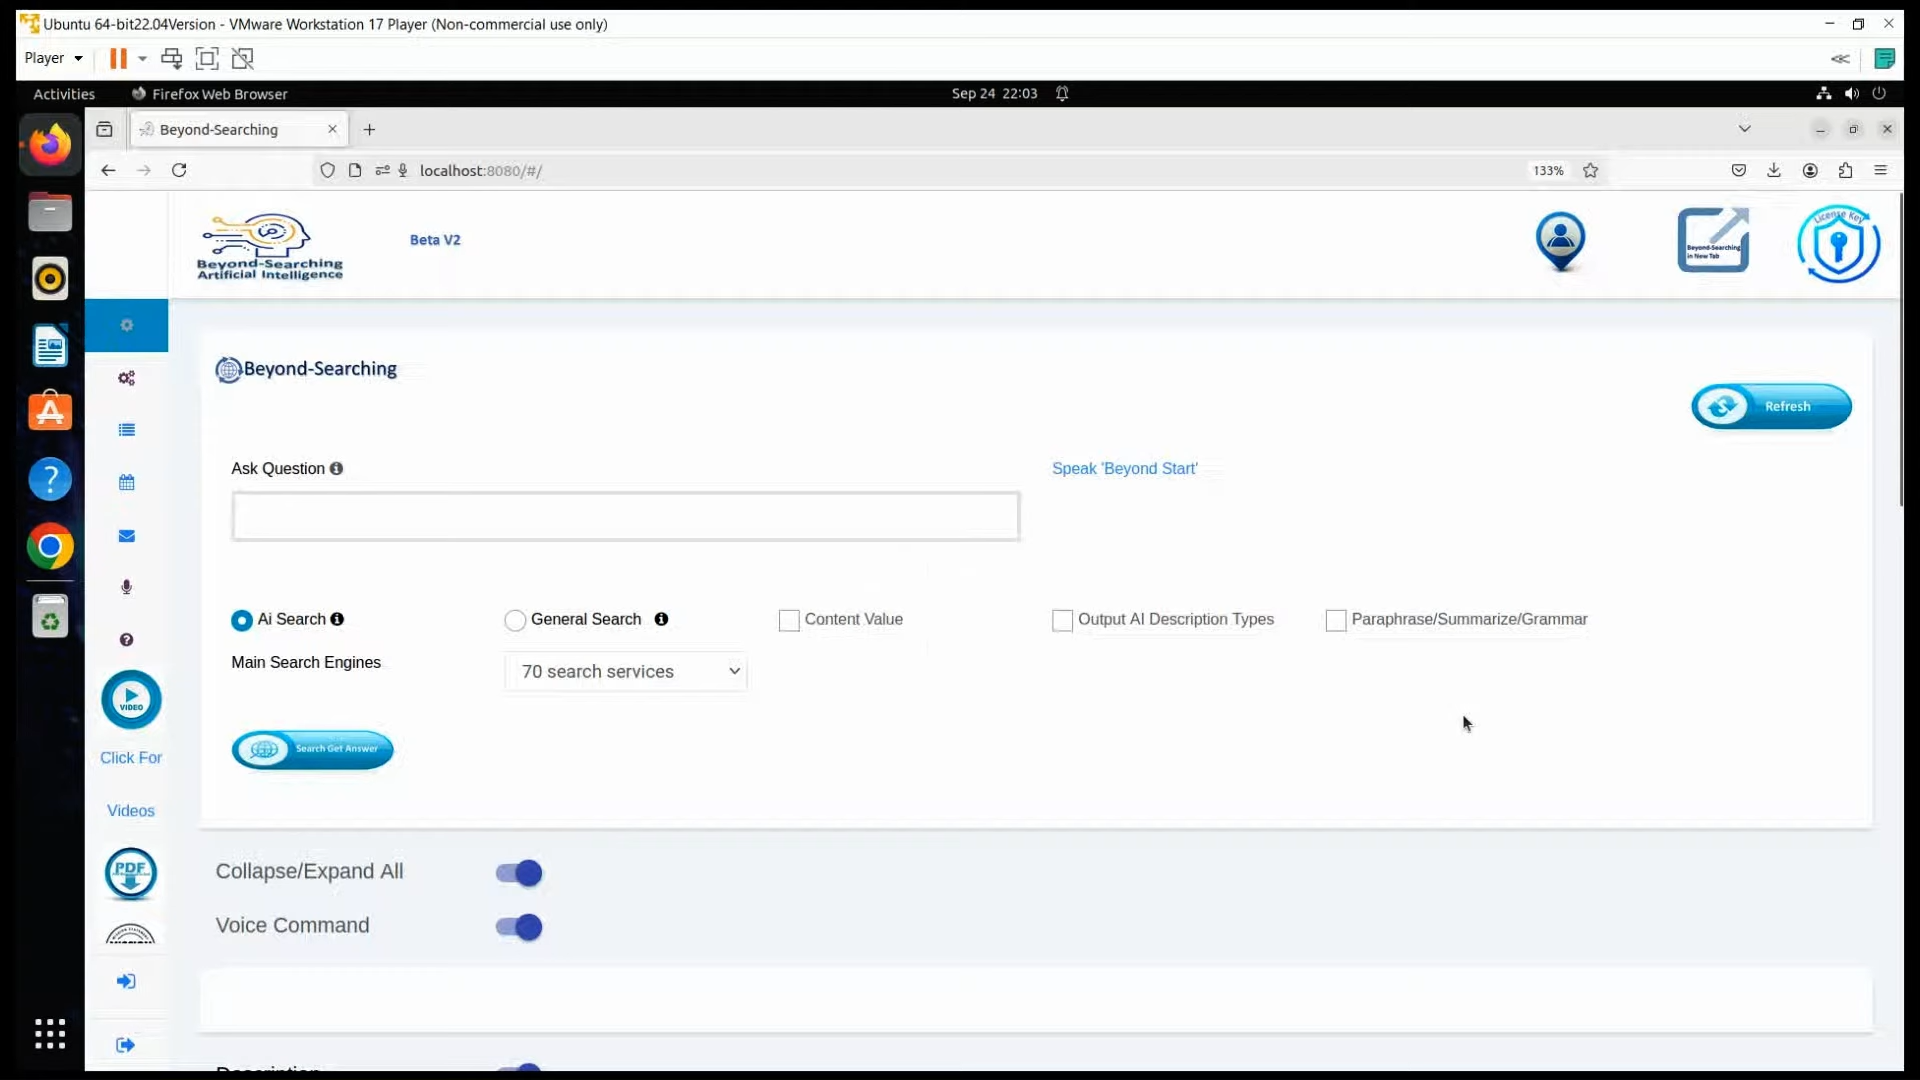 Ubuntu 64-bit22.04Version - VMware Workstation 17 Player (Non-commercial use only)
Player
Activities
Firefox Web Browser
Sep 24 22:03
Beyond-Searching
localhost:8080/#/
133%
Beyond-Searching
Artificial Intelligence
Beta V2
Beyond-Searching
in New Tab
License Key
Beyond-Searching
Refresh
Ask Question
Speak 'Beyond Start'
Ai Search
General Search
Content Value
Output AI Description Types
Paraphrase/Summarize/Grammar
Main Search Engines
70 search services
VIDEO
Search Get Answer
Click For
Videos
PDF
Collapse/Expand All
Voice Command